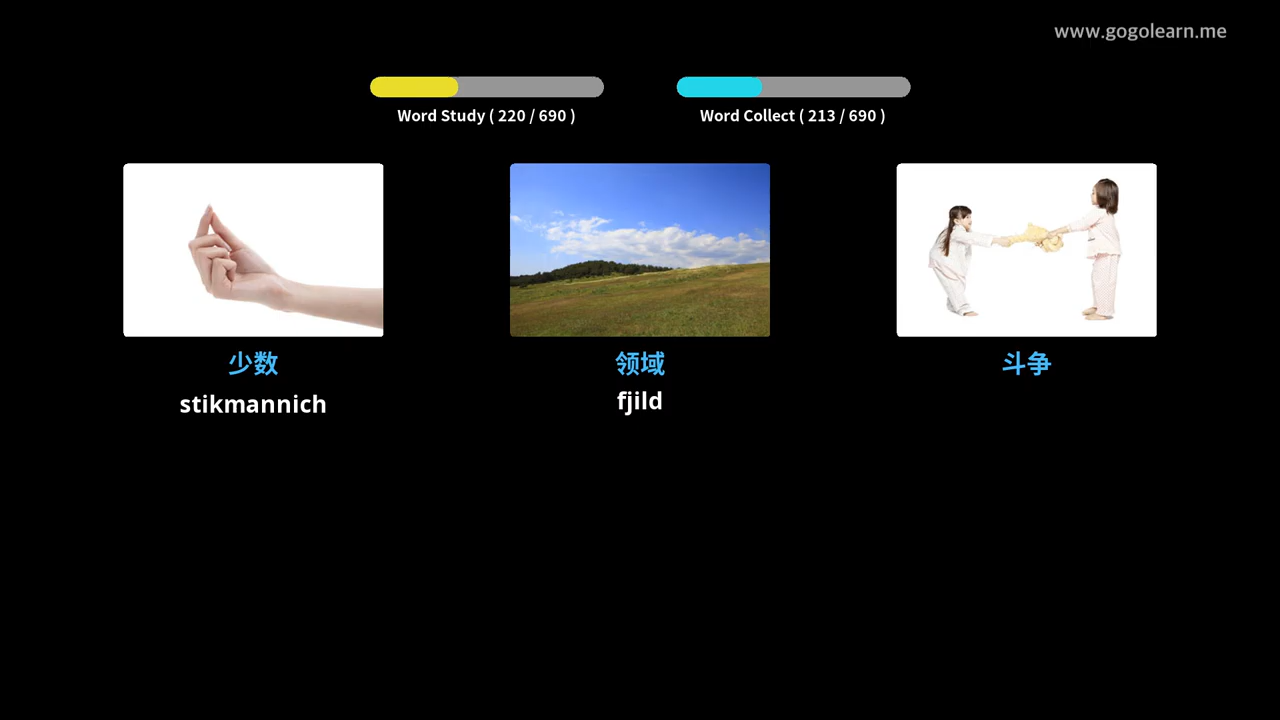 www.gogolearn.me
Word Study ( 220 / 690 )
Word Collect ( 213 / 690 )
少数
领域
斗争
stikmannich
fjild